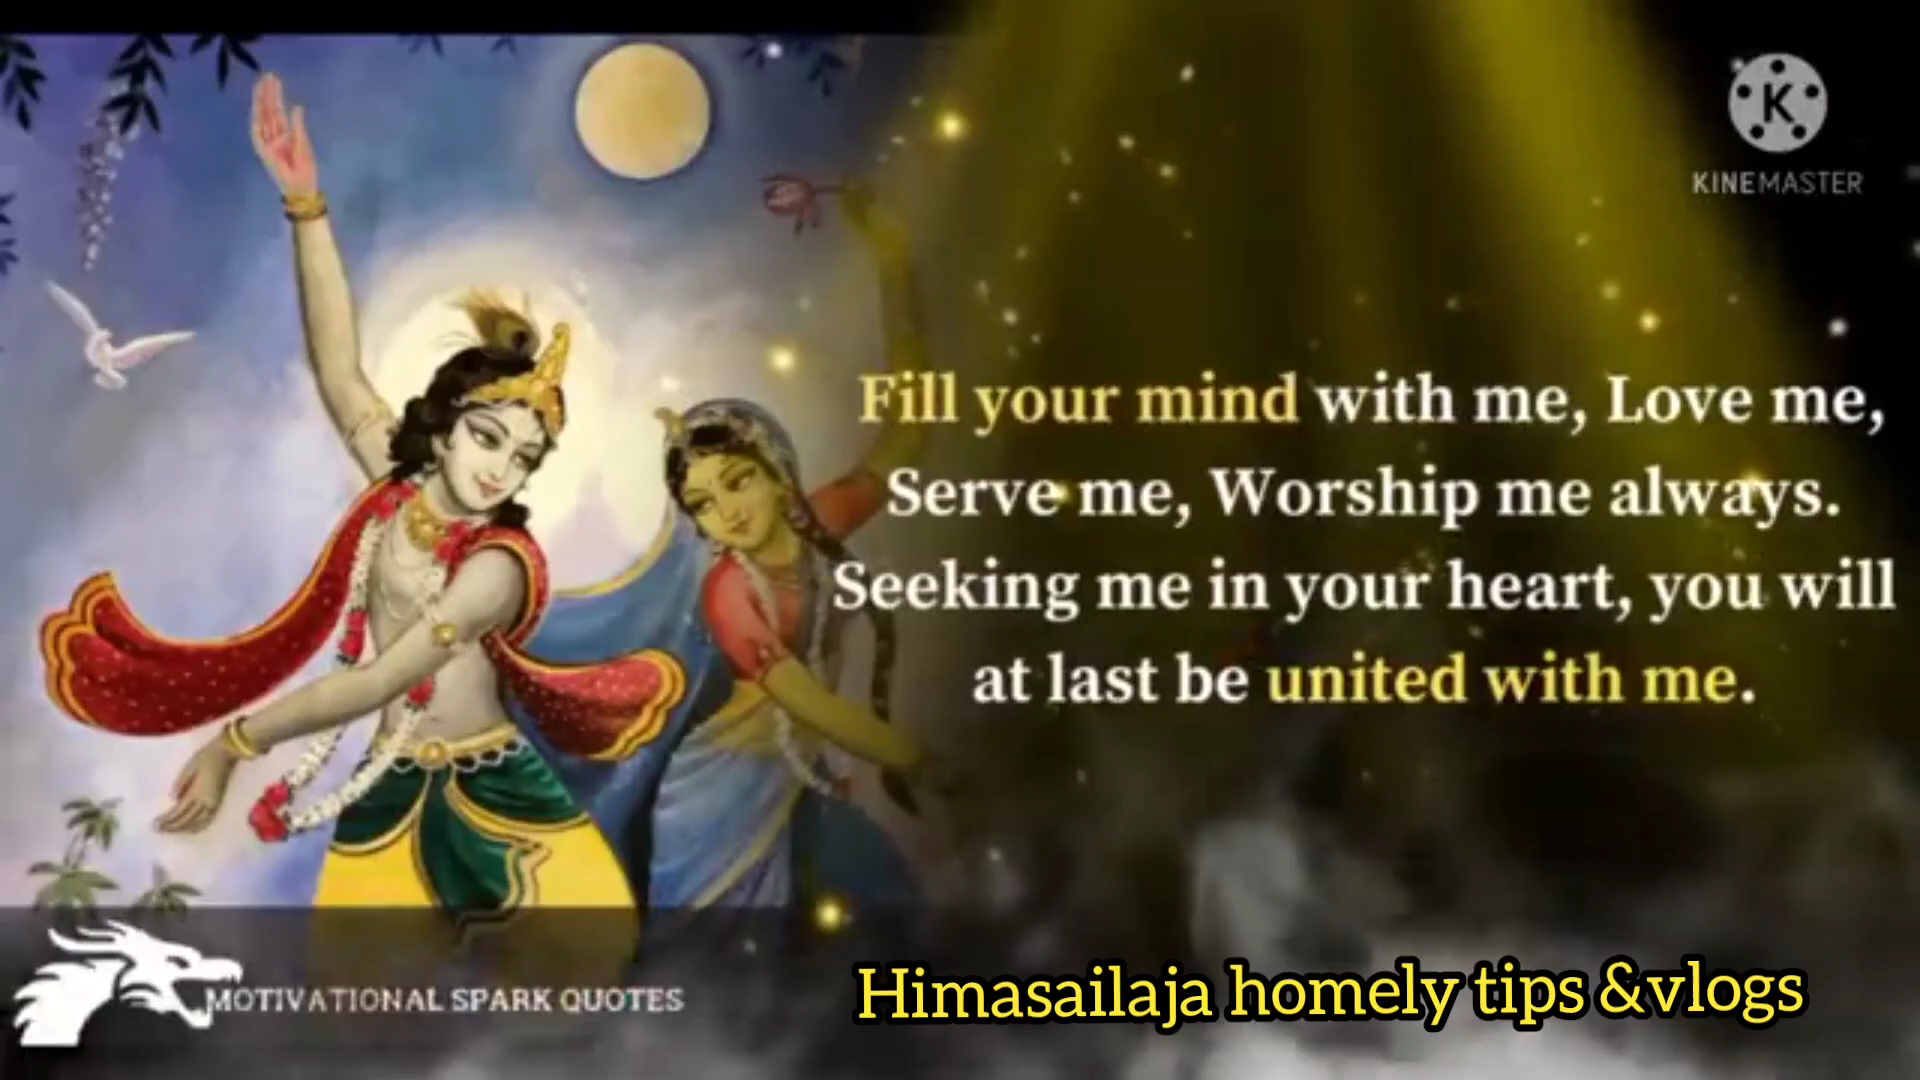 K
KINEMASTER
Fill your mind with me, Love me,
Serve me, Worship me always.
Seeking me in your heart, you will
at last be united with me.
MOTIVATIONAL SPARK QUOTES
Himasailaja homely tips &vlogs